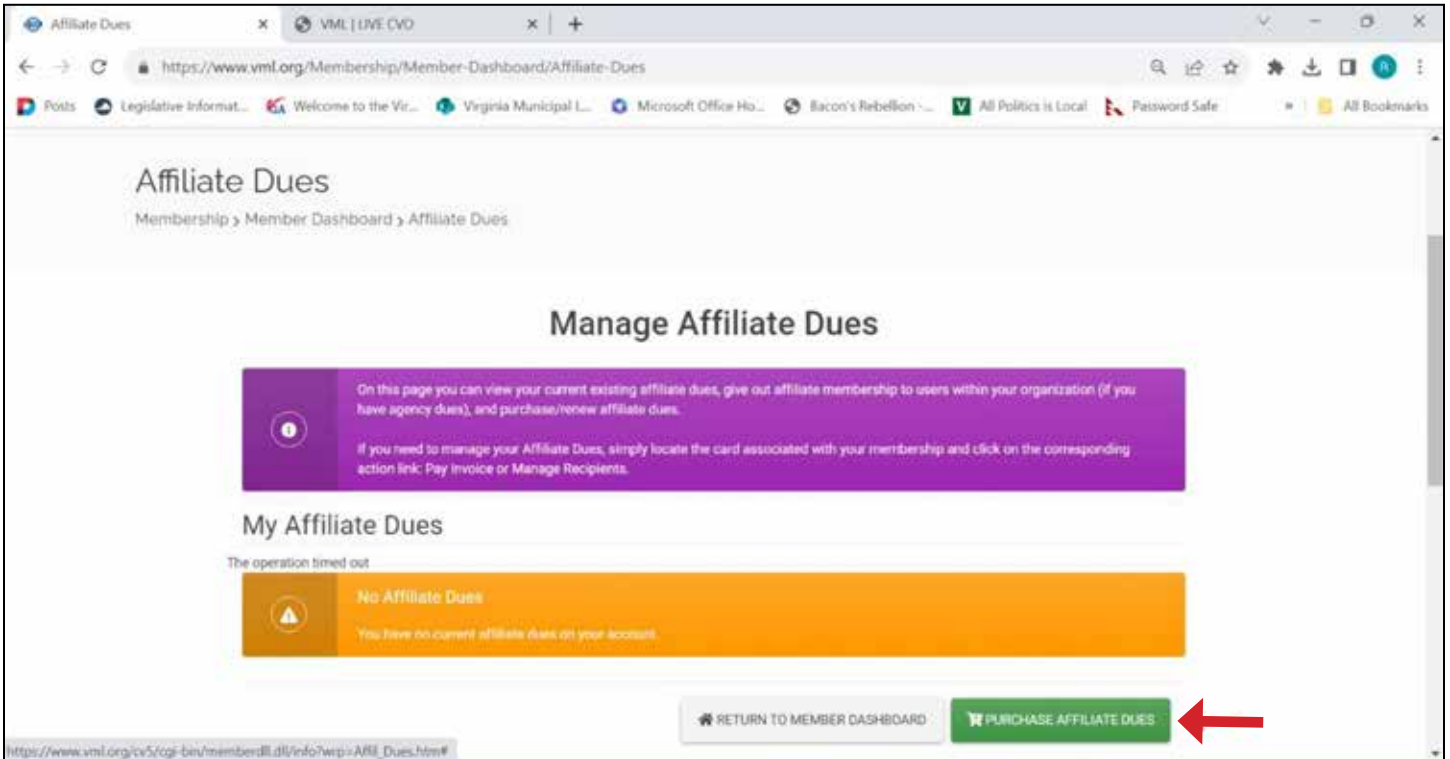 Affiliate Dues
VML | LIVE CVO
https://www.vml.org/Membership/Member-Dashboard/Affiliate-Dues
Posts Legislative Informat... Welcome to the Vir... Virginia Municipal L... Microsoft Office Ho... Bacon's Rebellion -... All Politics is Local Password Safe » All Bookmarks
Affiliate Dues
Membership > Member Dashboard > Affiliate Dues
Manage Affiliate Dues
On this page you can view your current existing affiliate dues, give out affiliate membership to users within your organization (if you
have agency dues), and purchase/renew affiliate dues.
If you need to manage your Affiliate Dues, simply locate the card associated with your membership and click on the corresponding
action link: Pay Invoice or Manage Recipients.
My Affiliate Dues
The operation timed out
No Affiliate Dues
You have no current affiliate dues on your account.
RETURN TO MEMBER DASHBOARD
PURCHASE AFFILIATE DUES
https://www.vml.org/cv5/cgi-bin/memberdll.dll/info?wrp=Affil_Dues.htm#